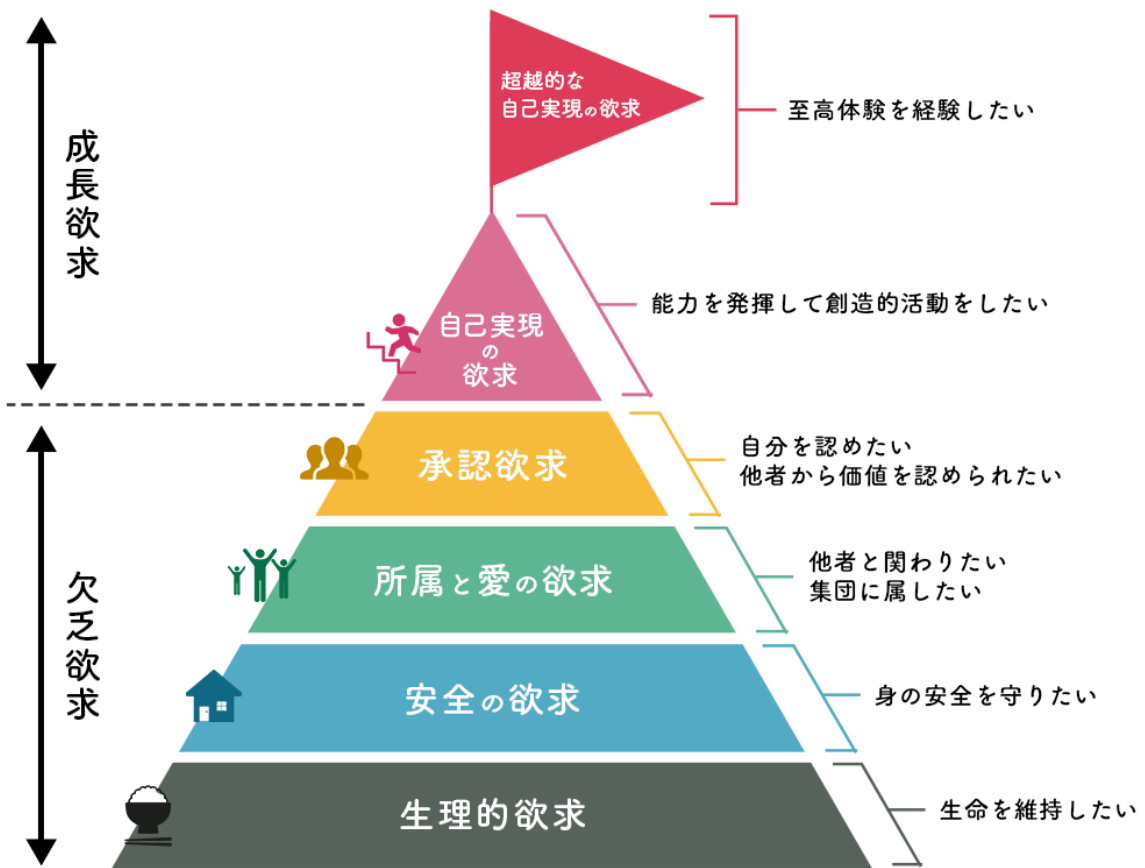 成長欲求
超越的な
自己実現の欲求
至高体験を経験したい
自己実現
の
欲求
能力を発揮して創造的活動をしたい
欠乏欲求
承認欲求
自分を認めたい
他者から価値を認められたい
所属と愛の欲求
他者と関わりたい
集団に属したい
安全の欲求
身の安全を守りたい
生理的欲求
生命を維持したい